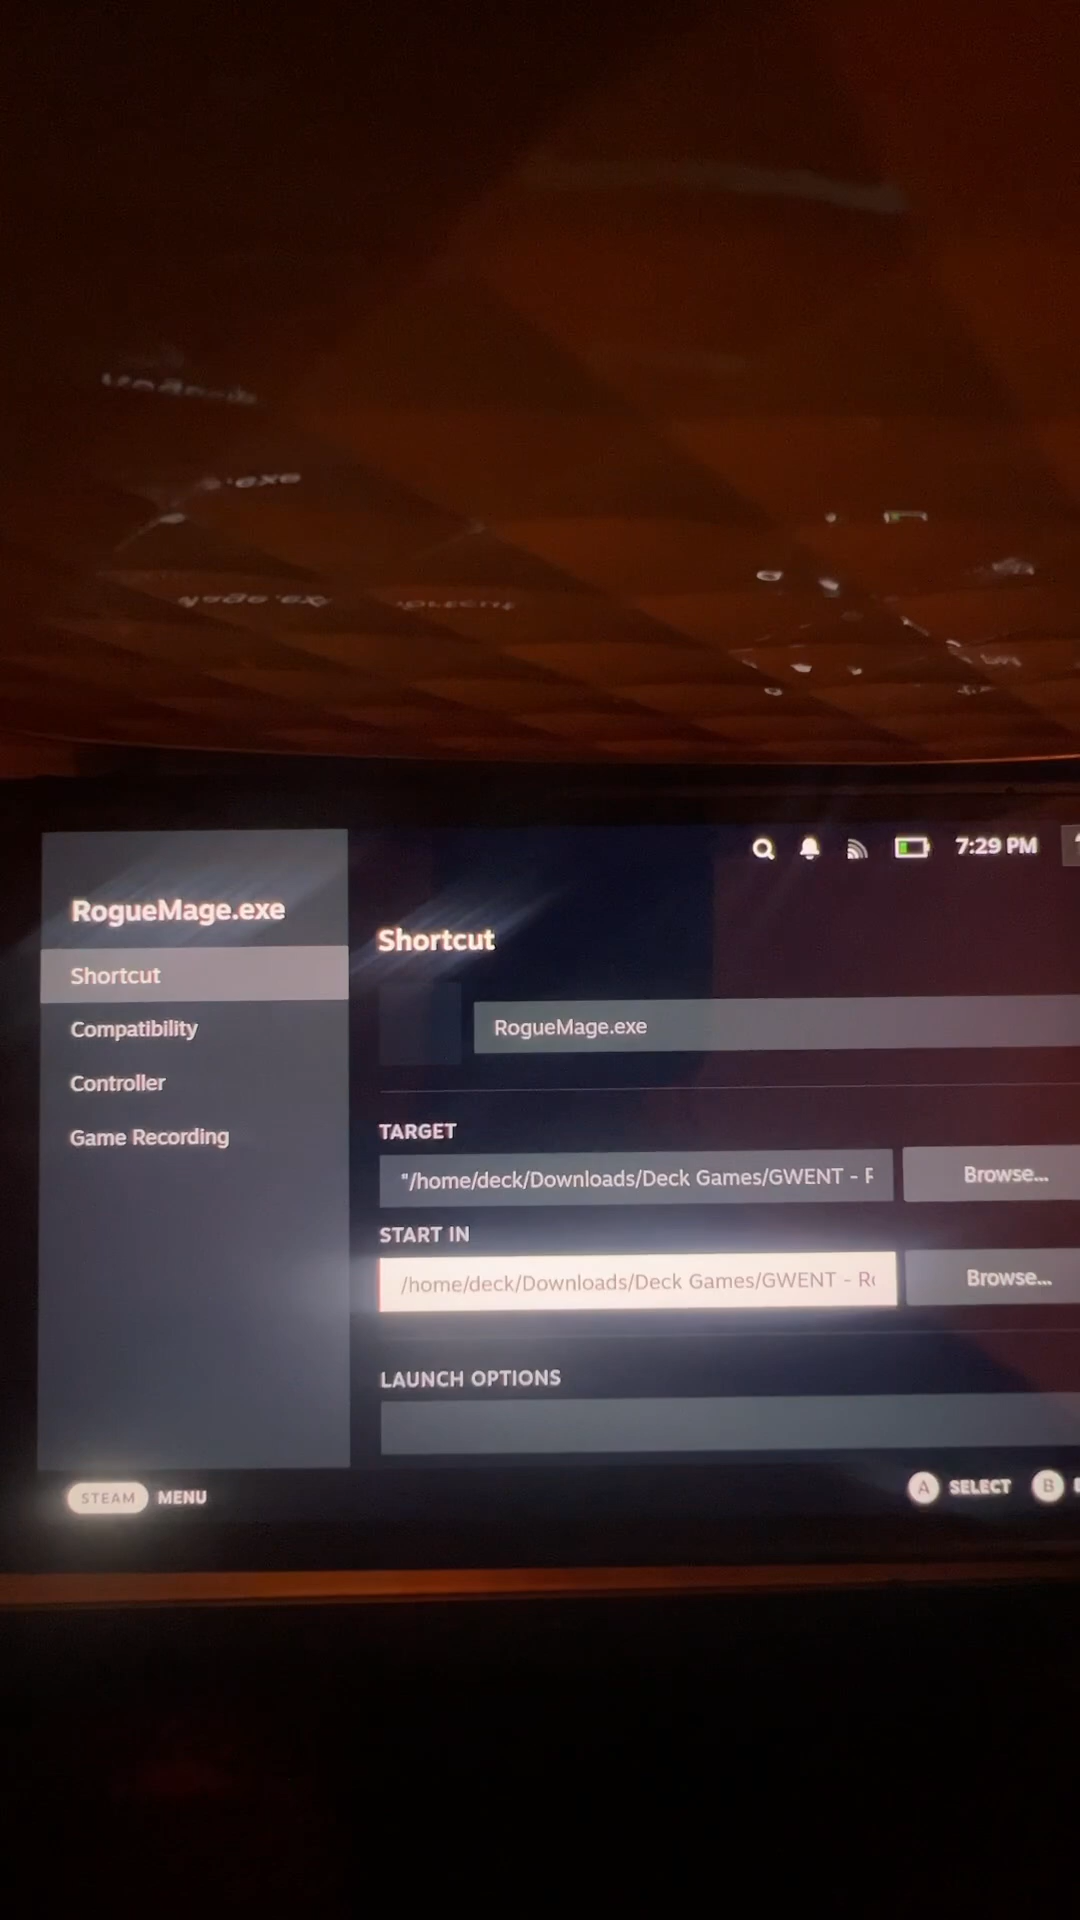 7:29 PM
RogueMage.exe
Shortcut
Compatibility
Controller
Game Recording
Shortcut
RogueMage.exe
TARGET
"/home/deck/Downloads/Deck Games/GWENT - F
Browse...
START IN
/home/deck/Downloads/Deck Games/GWENT - Ro
Browse...
LAUNCH OPTIONS
STEAM MENU
A SELECT B